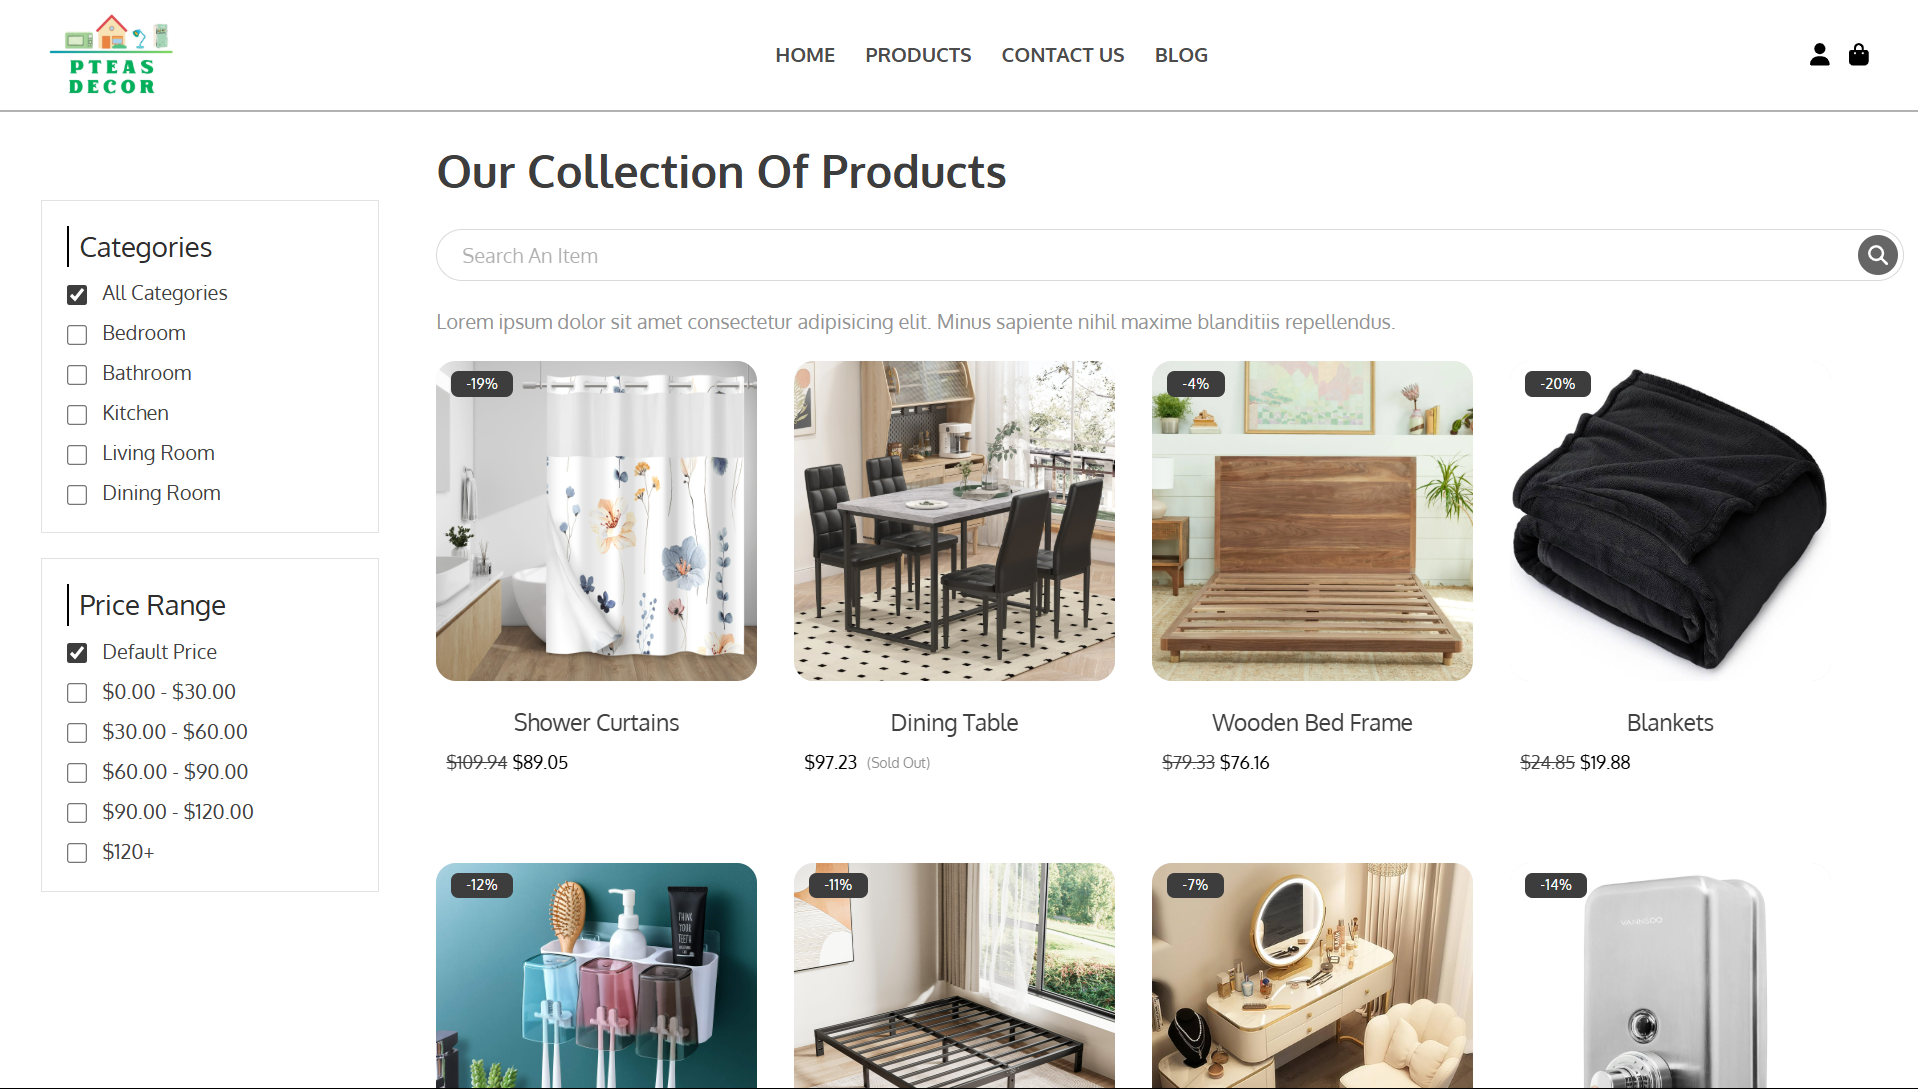 PTEAS
DECOR
HOME
PRODUCTS
CONTACT US
BLOG
Our Collection Of Products
Categories
All Categories
Bedroom
Bathroom
Kitchen
Living Room
Dining Room
Price Range
Default Price
$0.00 - $30.00
$30.00 - $60.00
$60.00 - $90.00
$90.00 - $120.00
$120+
Search An Item
Lorem ipsum dolor sit amet consectetur adipisicing elit. Minus sapiente nihil maxime blanditiis repellendus.
-19%
Shower Curtains
$109.94 $89.05
Dining Table
$97.23 (Sold Out)
-4%
Wooden Bed Frame
$79.33 $76.16
-20%
Blankets
$24.85 $19.88
-12%
THINK
YOUR
TEETH
-11%
-7%
-14%